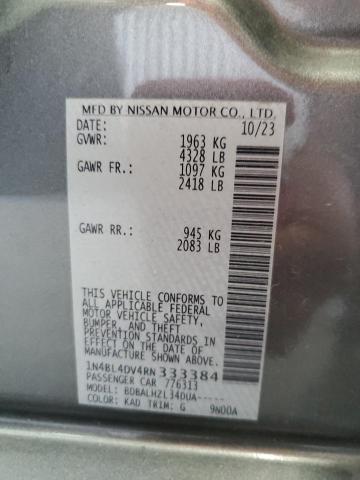 MFD BY NISSAN MOTOR CO., LTD.
DATE: 10/23
GVWR: 1963 KG
4328 LB
GAWR FR.: 1097 KG
2418 LB
GAWR RR.: 945 KG
2083 LB
THIS VEHICLE CONFORMS TO
ALL APPLICABLE FEDERAL
MOTOR VEHICLE SAFETY,
BUMPER, AND THEFT
PREVENTION STANDARDS IN
EFFECT ON THE DATE OF
MANUFACTURE SHOWN ABOVE.
1N4BL4DV4RN333384
PASSENGER CAR 776313
MODEL: BDBALHZL34DUA-----
COLOR: KAD TRIM: G 9N00A